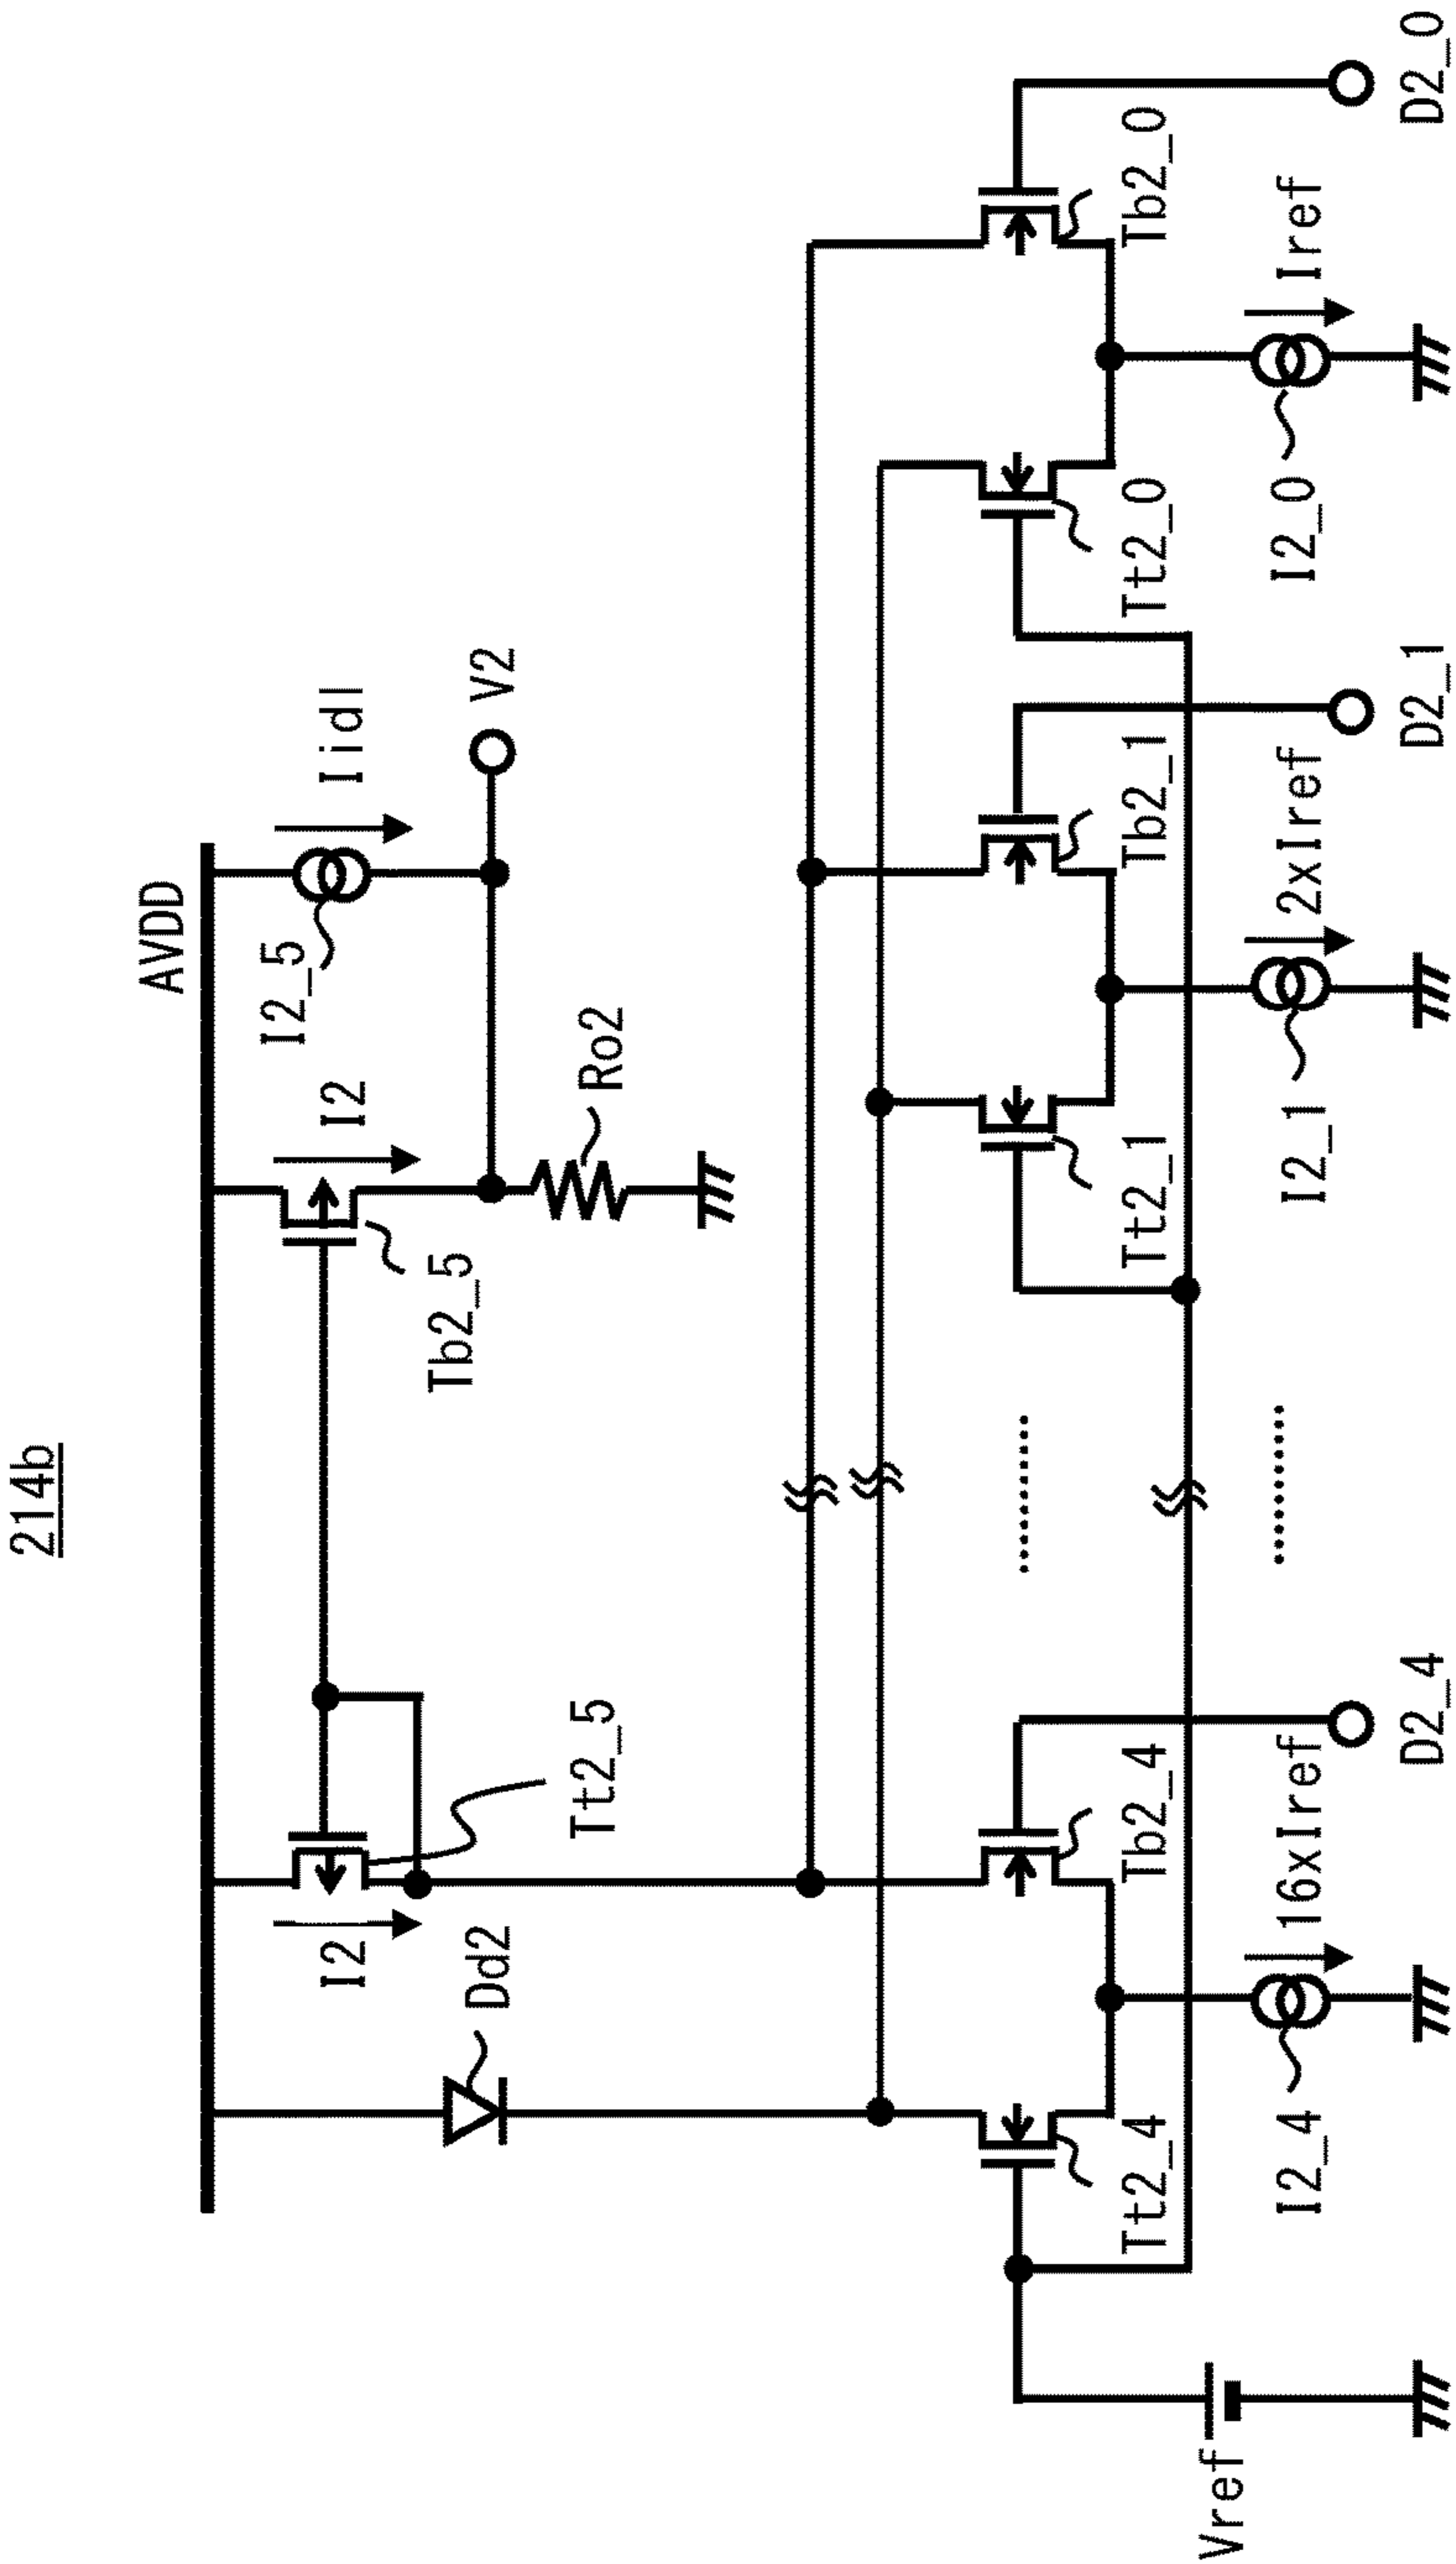 214b
AVDD
I2
Tt2_5
Dd2
I2
Tb2_5
Ro2
I2_5
Iidl
V2
Vref
Tt2_4
Tb2_4
I2_4
16xIref
D2_4
Tt2_1
Tb2_1
I2_1
2xIref
D2_1
Tt2_0
Tb2_0
I2_0
Iref
D2_0